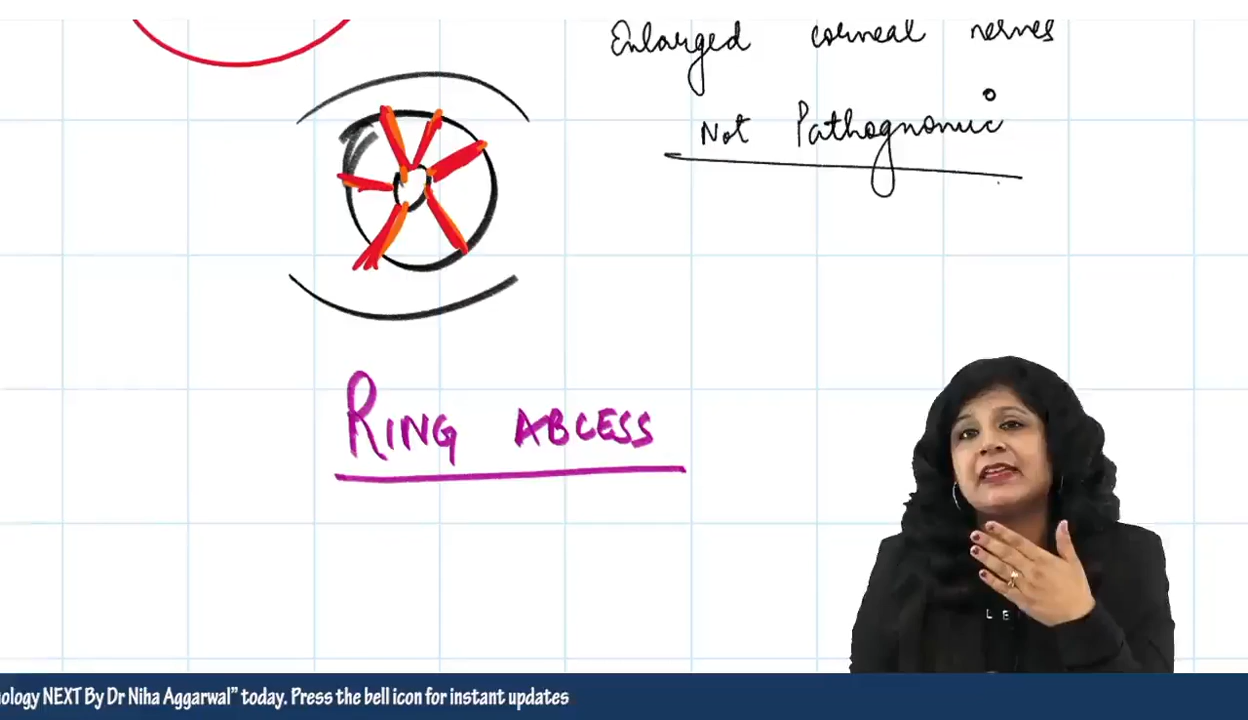 Enlarged corneal nerves
Not Pathognomic
RING ABCESS
LE
ology NEXT By Dr Niha Aggarwal” today. Press the bell icon for instant updates